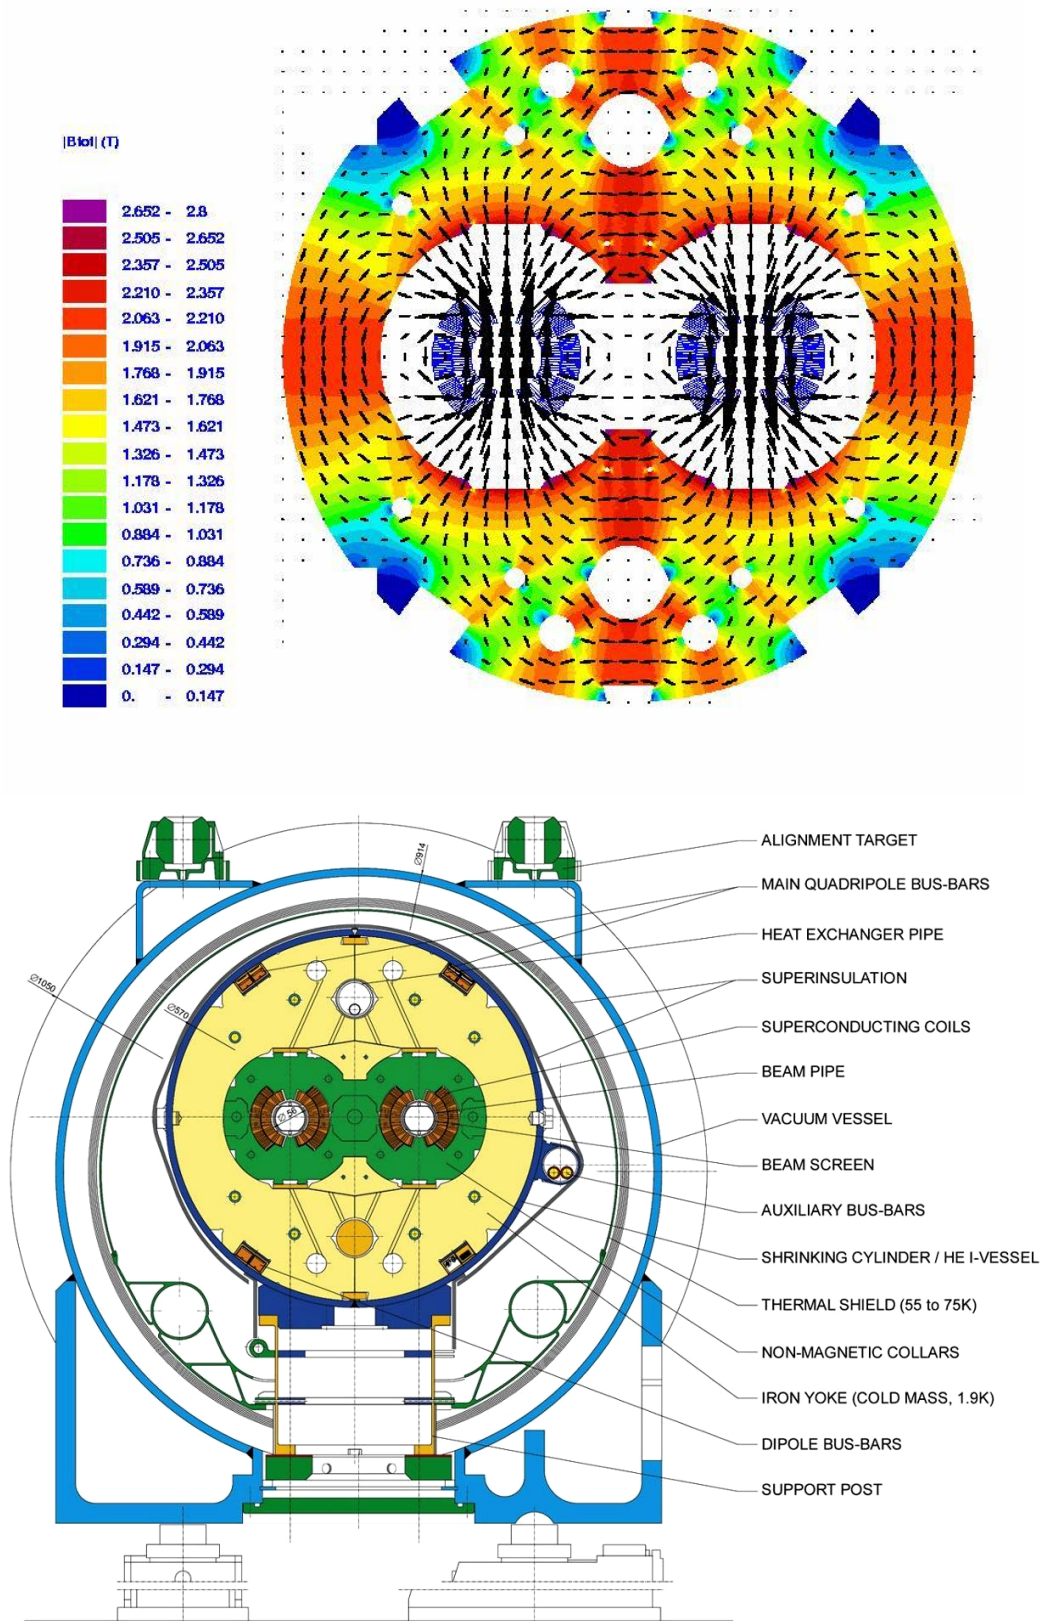 |Btot| (T)
2.652 - 2.8
2.505 - 2.652
2.357 - 2.505
2.210 - 2.357
2.063 - 2.210
1.915 - 2.063
1.768 - 1.915
1.621 - 1.768
1.473 - 1.621
1.326 - 1.473
1.178 - 1.326
1.031 - 1.178
0.884 - 1.031
0.736 - 0.884
0.589 - 0.736
0.442 - 0.589
0.294 - 0.442
0.147 - 0.294
0. - 0.147
ALIGNMENT TARGET
MAIN QUADRIPOLE BUS-BARS
HEAT EXCHANGER PIPE
SUPERINSULATION
SUPERCONDUCTING COILS
BEAM PIPE
VACUUM VESSEL
BEAM SCREEN
AUXILIARY BUS-BARS
SHRINKING CYLINDER / HE I-VESSEL
THERMAL SHIELD (55 to 75K)
NON-MAGNETIC COLLARS
IRON YOKE (COLD MASS, 1.9K)
DIPOLE BUS-BARS
SUPPORT POST
Ø914
Ø1050
Ø570
Ø 56